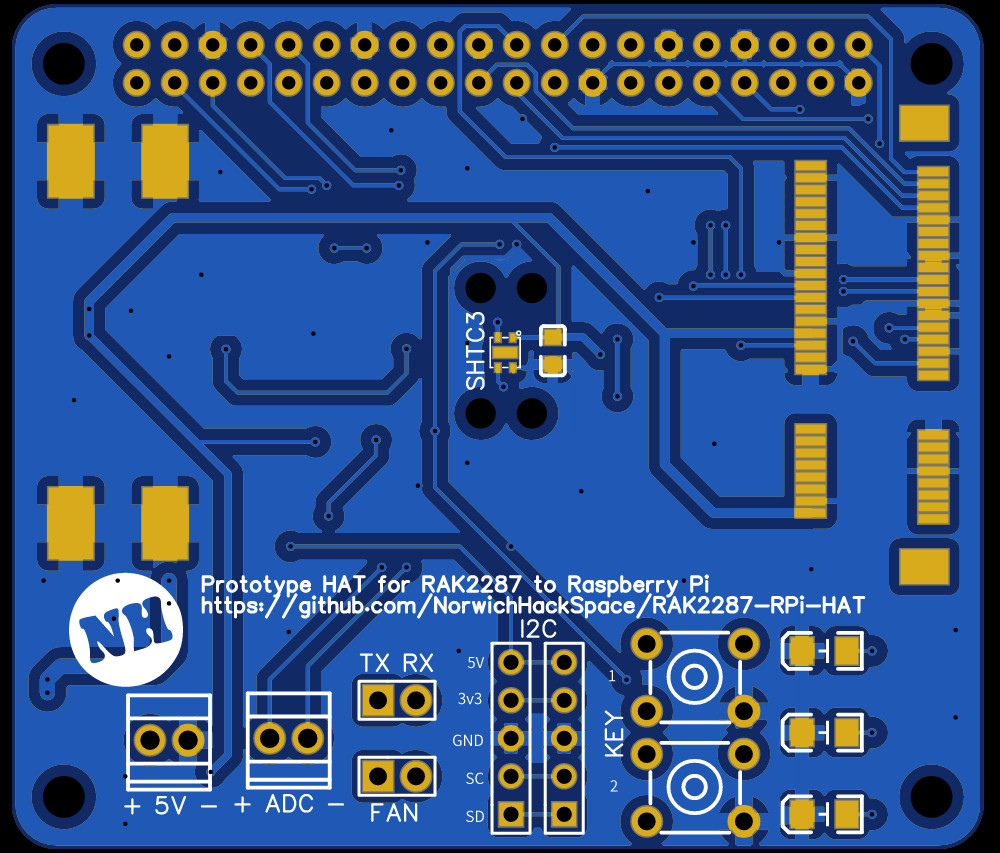 SHTC3
Prototype HAT for RAK2287 to Raspberry Pi
https://github.com/NorwichHackSpace/RAK2287-RPi-HAT
NH
I2C
TX RX
5V
3v3
GND
SC
SD
1
KEY
2
+ 5V -
+ ADC -
FAN